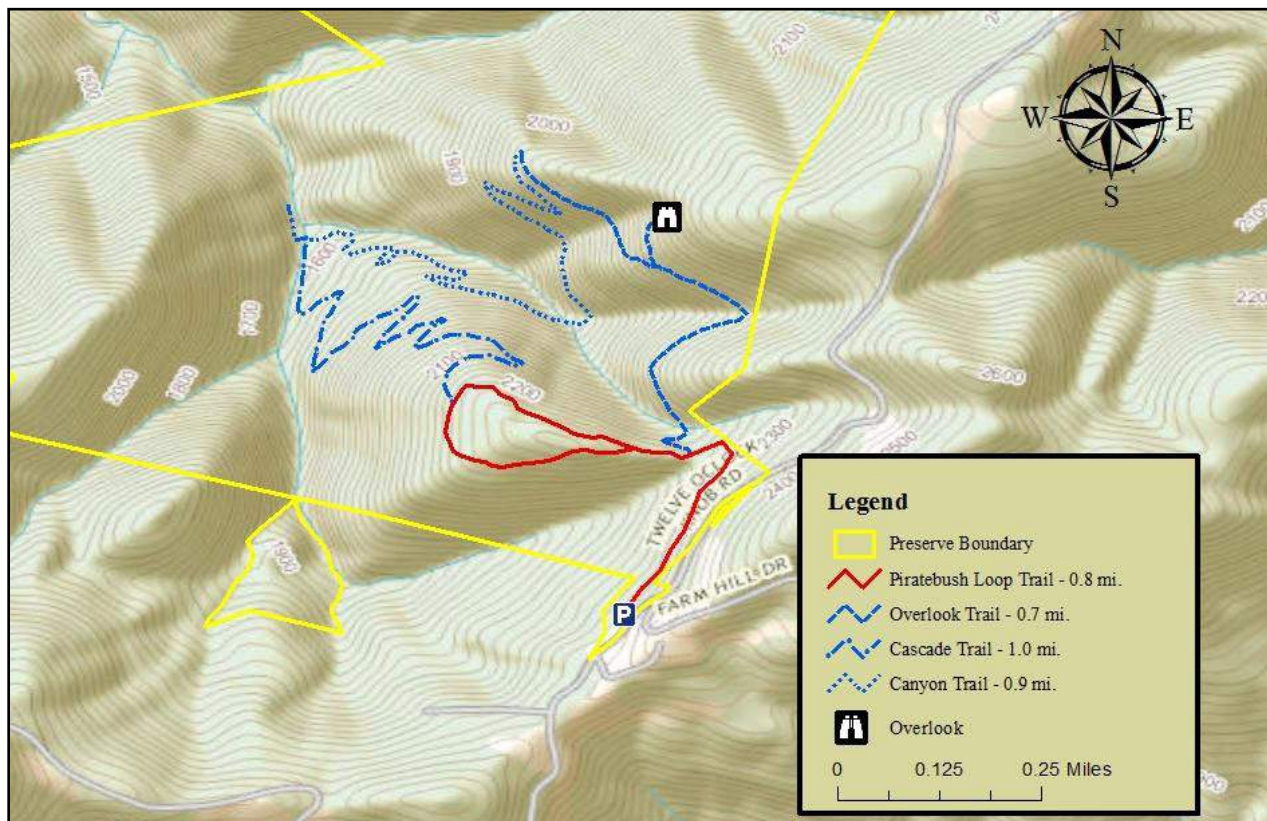 N
W
E
S
1500
2000
1900
2100
1600
1700
2000
1800
2100
2200
1900
2300
2400
2500
2600
TWELVE OCLOCK
KNOB RD
FARM HILLS DR
P
Legend
Preserve Boundary
Piratebush Loop Trail - 0.8 mi.
Overlook Trail - 0.7 mi.
Cascade Trail - 1.0 mi.
Canyon Trail - 0.9 mi.
Overlook
0 0.125 0.25 Miles